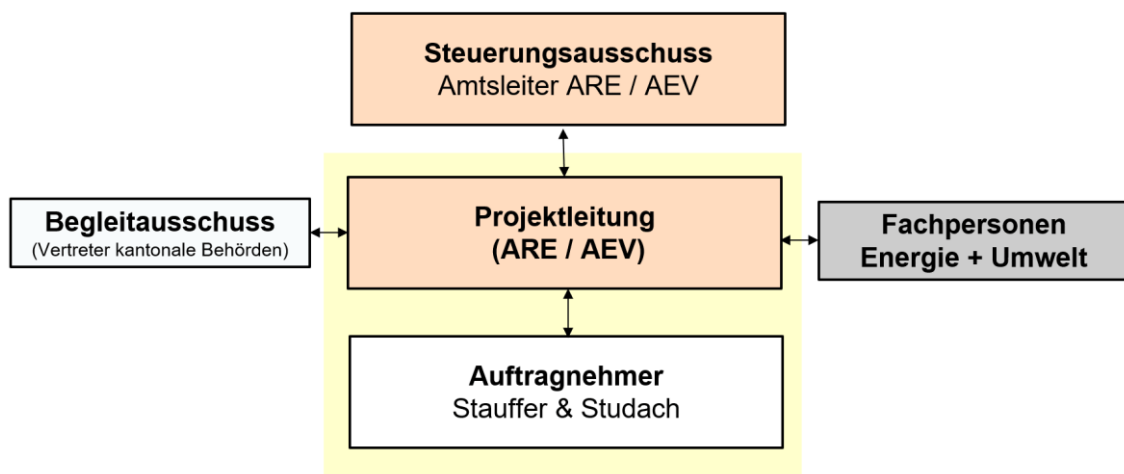 Steuerungsausschuss
Amtsleiter ARE / AEV
Begleitausschuss
(Vertreter kantonale Behörden)
Projektleitung
(ARE / AEV)
Fachpersonen
Energie + Umwelt
Auftragnehmer
Stauffer & Studach